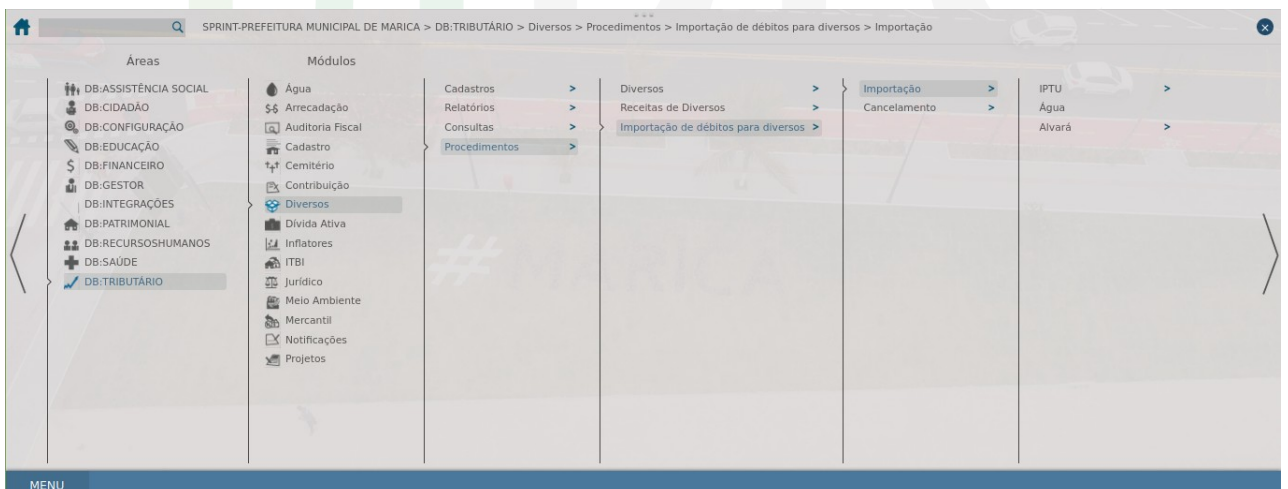 SPRINT-PREFEITURA MUNICIPAL DE MARICA > DB:TRIBUTÁRIO > Diversos > Procedimentos > Importação de débitos para diversos > Importação
Áreas
DB:ASSISTÊNCIA SOCIAL
DB:CIDADÃO
DB:CONFIGURAÇÃO
DB:EDUCAÇÃO
DB:FINANCEIRO
DB:GESTOR
DB:INTEGRAÇÕES
DB:PATRIMONIAL
DB:RECURSOSHUMANOS
DB:SAÚDE
DB:TRIBUTÁRIO
Módulos
Água
Arrecadação
Auditoria Fiscal
Cadastro
Cemitério
Contribuição
Diversos
Dívida Ativa
Inflatores
ITBI
Jurídico
Meio Ambiente
Mercantil
Notificações
Projetos
Cadastros >
Relatórios >
Consultas >
Procedimentos >
Diversos >
Receitas de Diversos >
Importação de débitos para diversos >
Importação >
Cancelamento >
IPTU >
Água
Alvará >
#MARICÁ
MENU